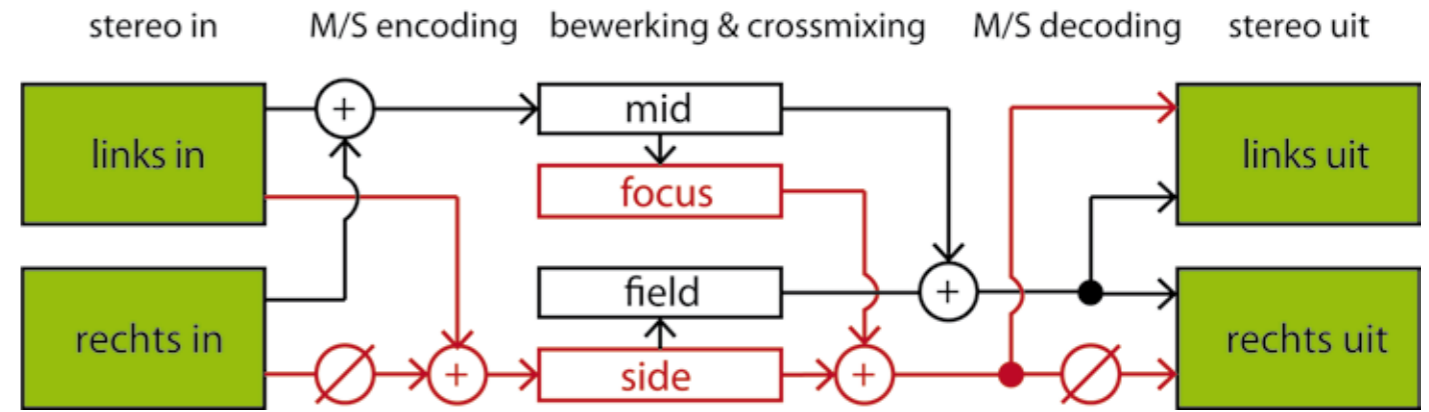 stereo in M/S encoding bewerking & crossmixing M/S decoding stereo uit
links in + mid links uit
focus
rechts in field + rechts uit
+ side +